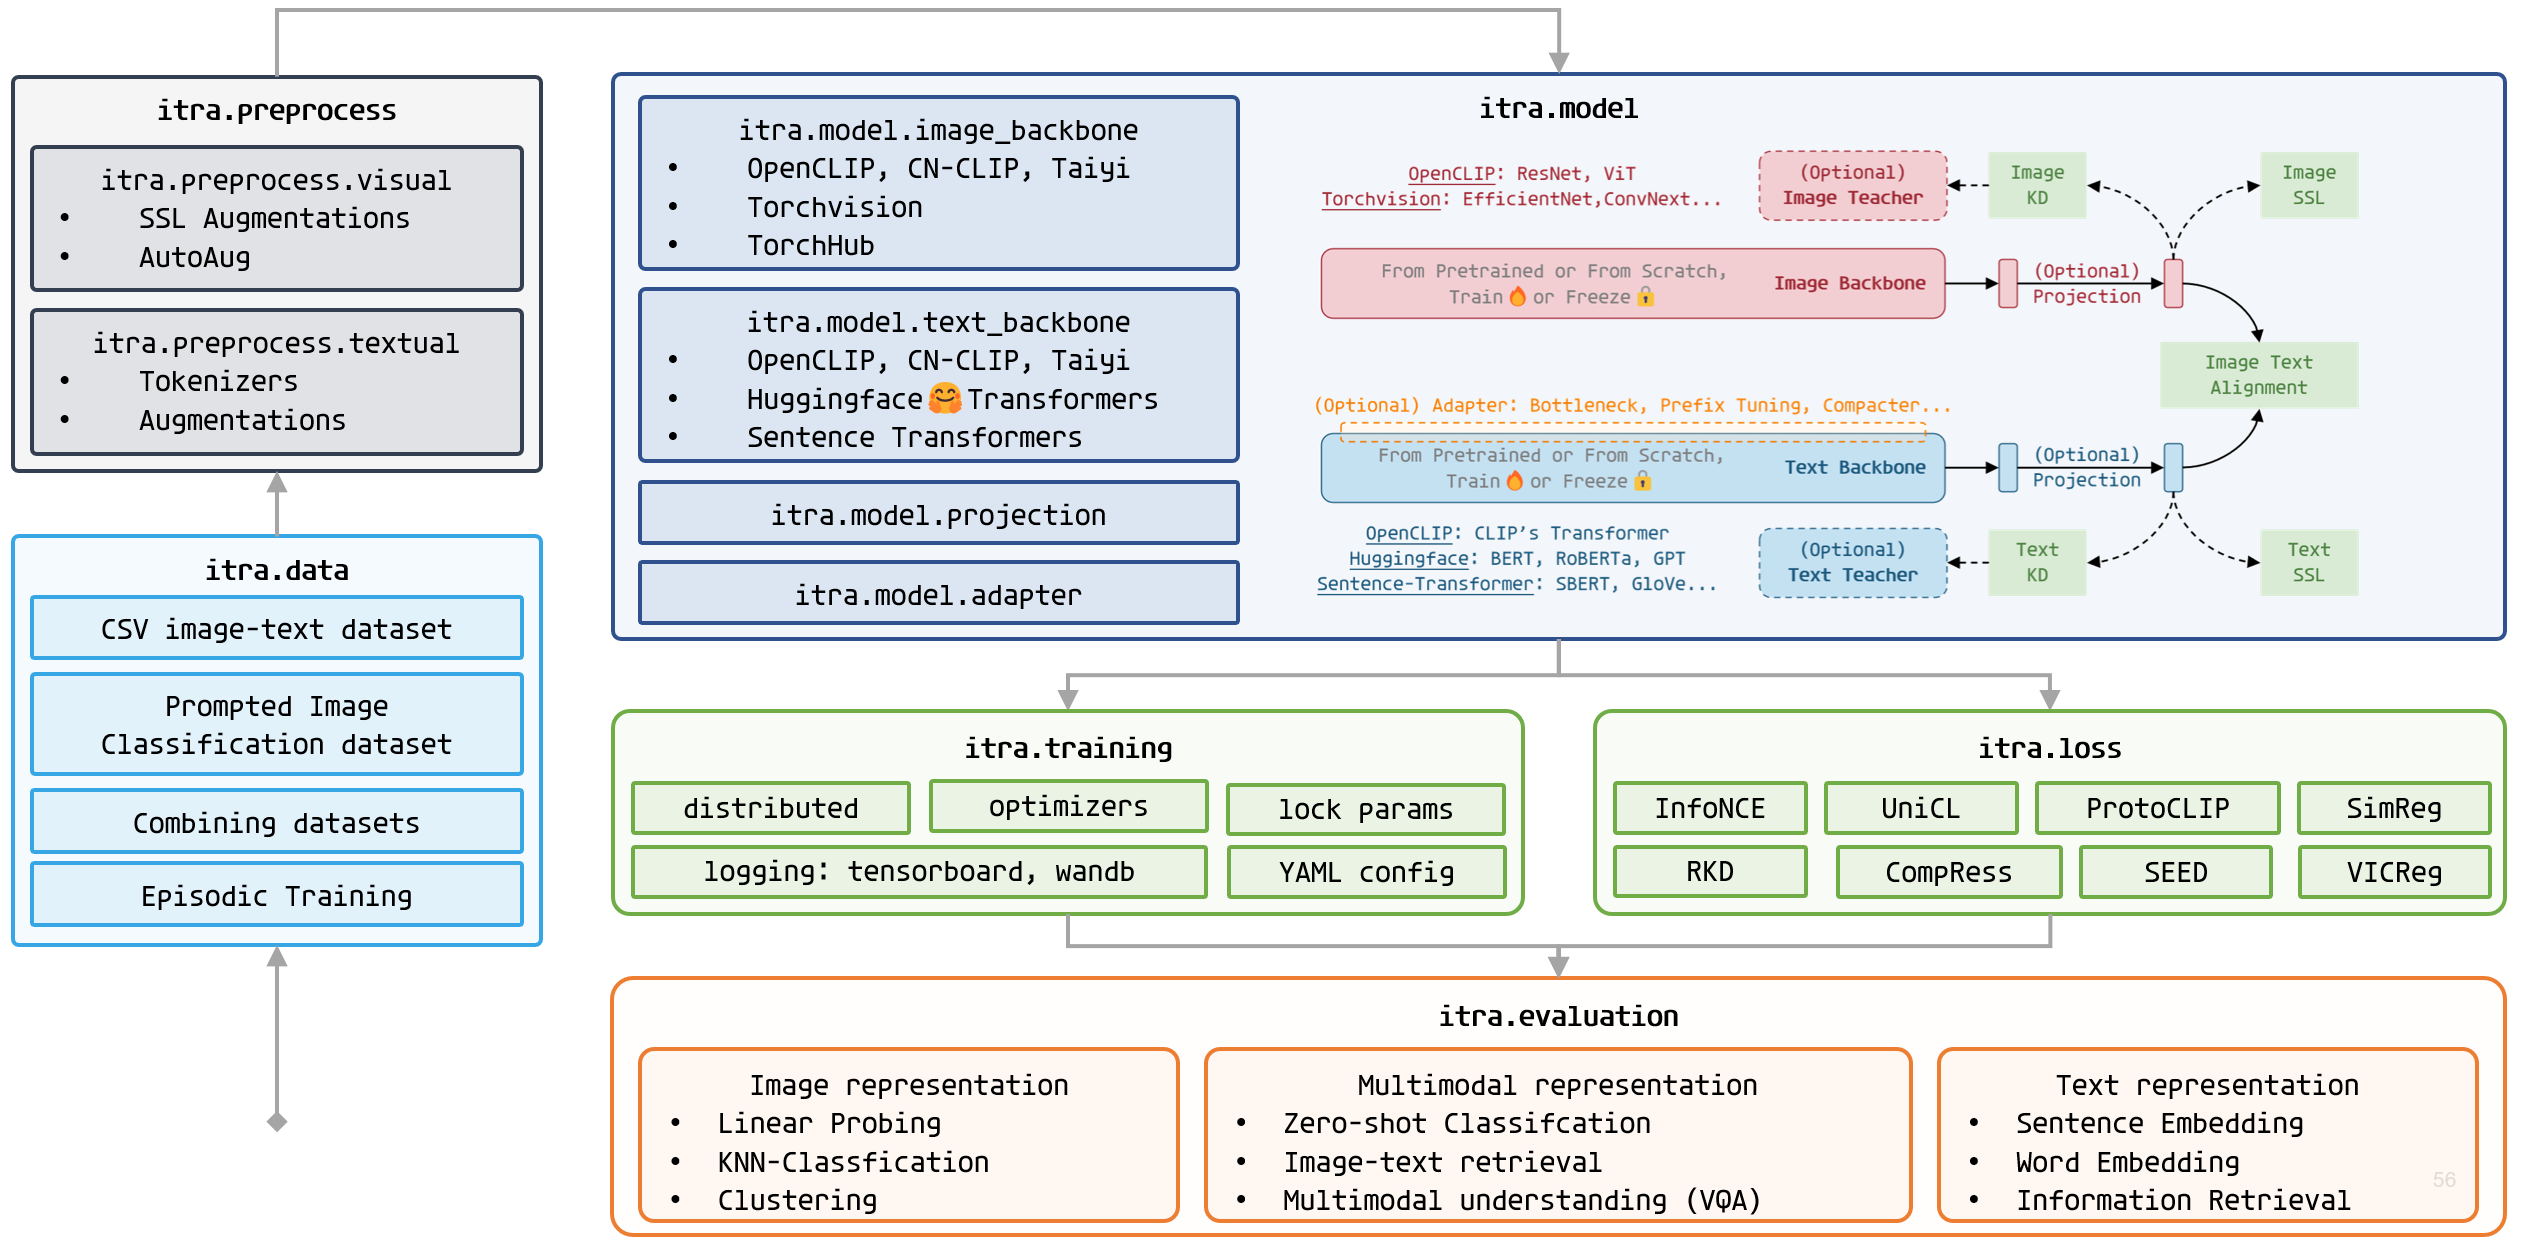 itra.preprocess
itra.preprocess.visual
• SSL Augmentations
• AutoAug
itra.preprocess.textual
• Tokenizers
• Augmentations
itra.data
CSV image-text dataset
Prompted Image
Classification dataset
Combining datasets
Episodic Training
itra.model
itra.model.image_backbone
• OpenCLIP, CN-CLIP, Taiyi
• Torchvision
• TorchHub
itra.model.text_backbone
• OpenCLIP, CN-CLIP, Taiyi
• Huggingface🤗Transformers
• Sentence Transformers
itra.model.projection
itra.model.adapter
OpenCLIP: ResNet, ViT
Torchvision: EfficientNet,ConvNext...
(Optional)
Image Teacher
Image
KD
Image
SSL
From Pretrained or From Scratch,
Train🔥or Freeze🔒
Image Backbone
(Optional)
Projection
Image Text
Alignment
(Optional) Adapter: Bottleneck, Prefix Tuning, Compacter...
From Pretrained or From Scratch,
Train🔥or Freeze🔒
Text Backbone
(Optional)
Projection
OpenCLIP: CLIP’s Transformer
Huggingface: BERT, RoBERTa, GPT
Sentence-Transformer: SBERT, GloVe...
(Optional)
Text Teacher
Text
KD
Text
SSL
itra.training
distributed
optimizers
lock params
logging: tensorboard, wandb
YAML config
itra.loss
InfoNCE
UniCL
ProtoCLIP
SimReg
RKD
CompRess
SEED
VICReg
itra.evaluation
Image representation
• Linear Probing
• KNN-Classfication
• Clustering
Multimodal representation
• Zero-shot Classifcation
• Image-text retrieval
• Multimodal understanding (VQA)
Text representation
• Sentence Embedding
• Word Embedding
• Information Retrieval
56